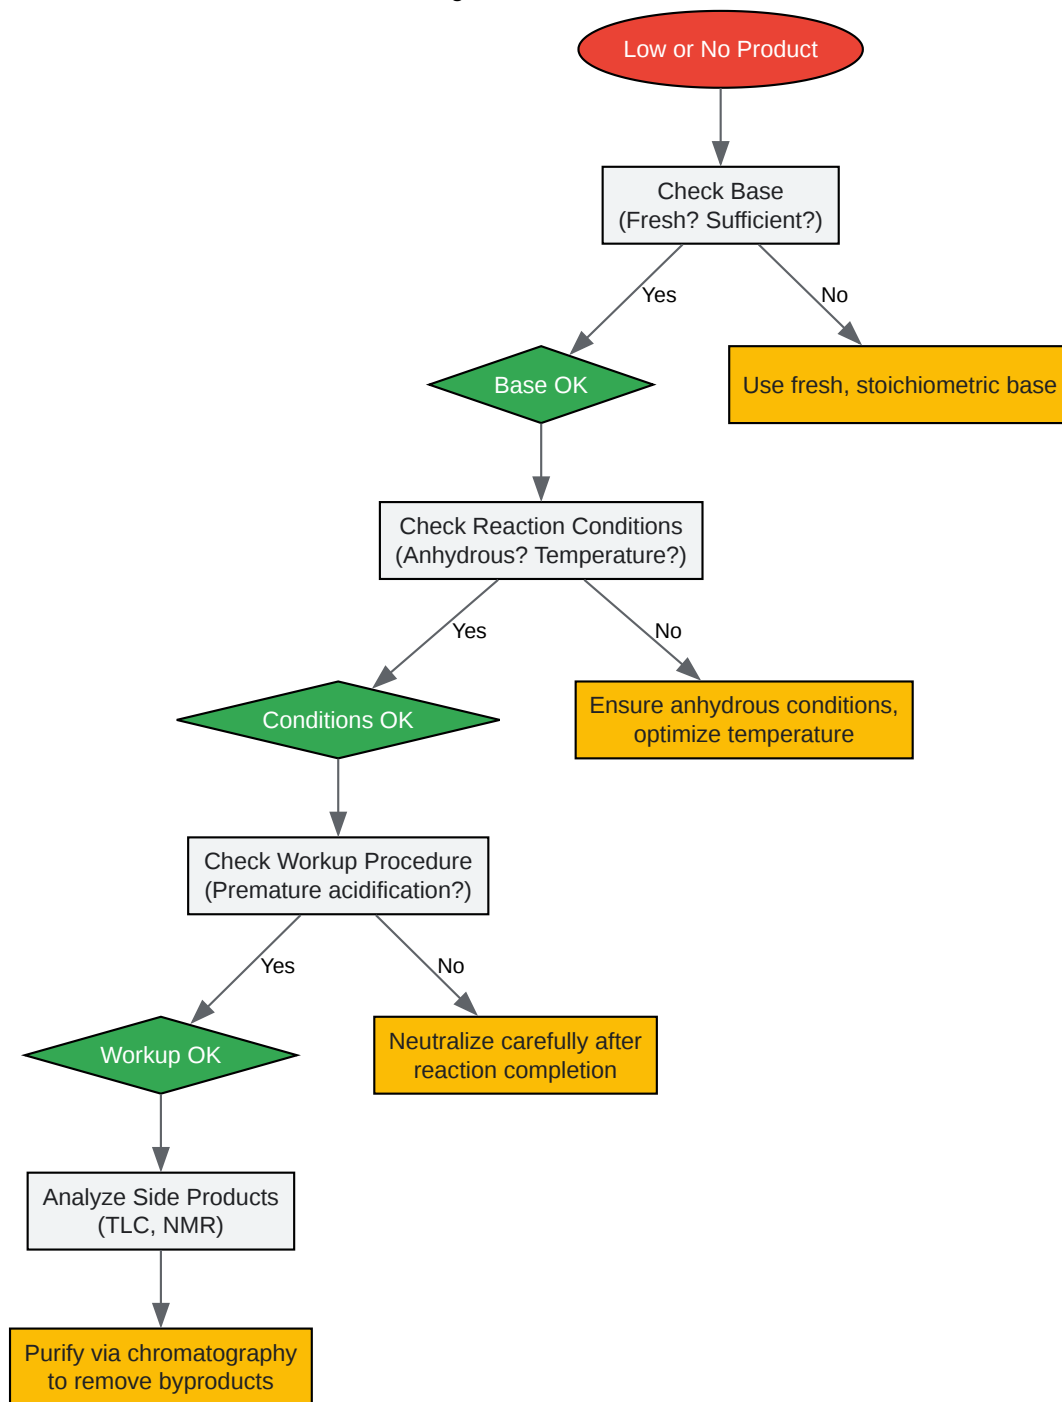 Low or No Product
Check Base
(Fresh? Sufficient?)
Yes
No
Base OK
Use fresh, stoichiometric base
Check Reaction Conditions
(Anhydrous? Temperature?)
Yes
No
Conditions OK
Ensure anhydrous conditions,
optimize temperature
Check Workup Procedure
(Premature acidification?)
Yes
No
Workup OK
Neutralize carefully after
reaction completion
Analyze Side Products
(TLC, NMR)
Purify via chromatography
to remove byproducts